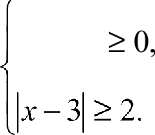 ≥ 0,
|x − 3| ≥ 2.